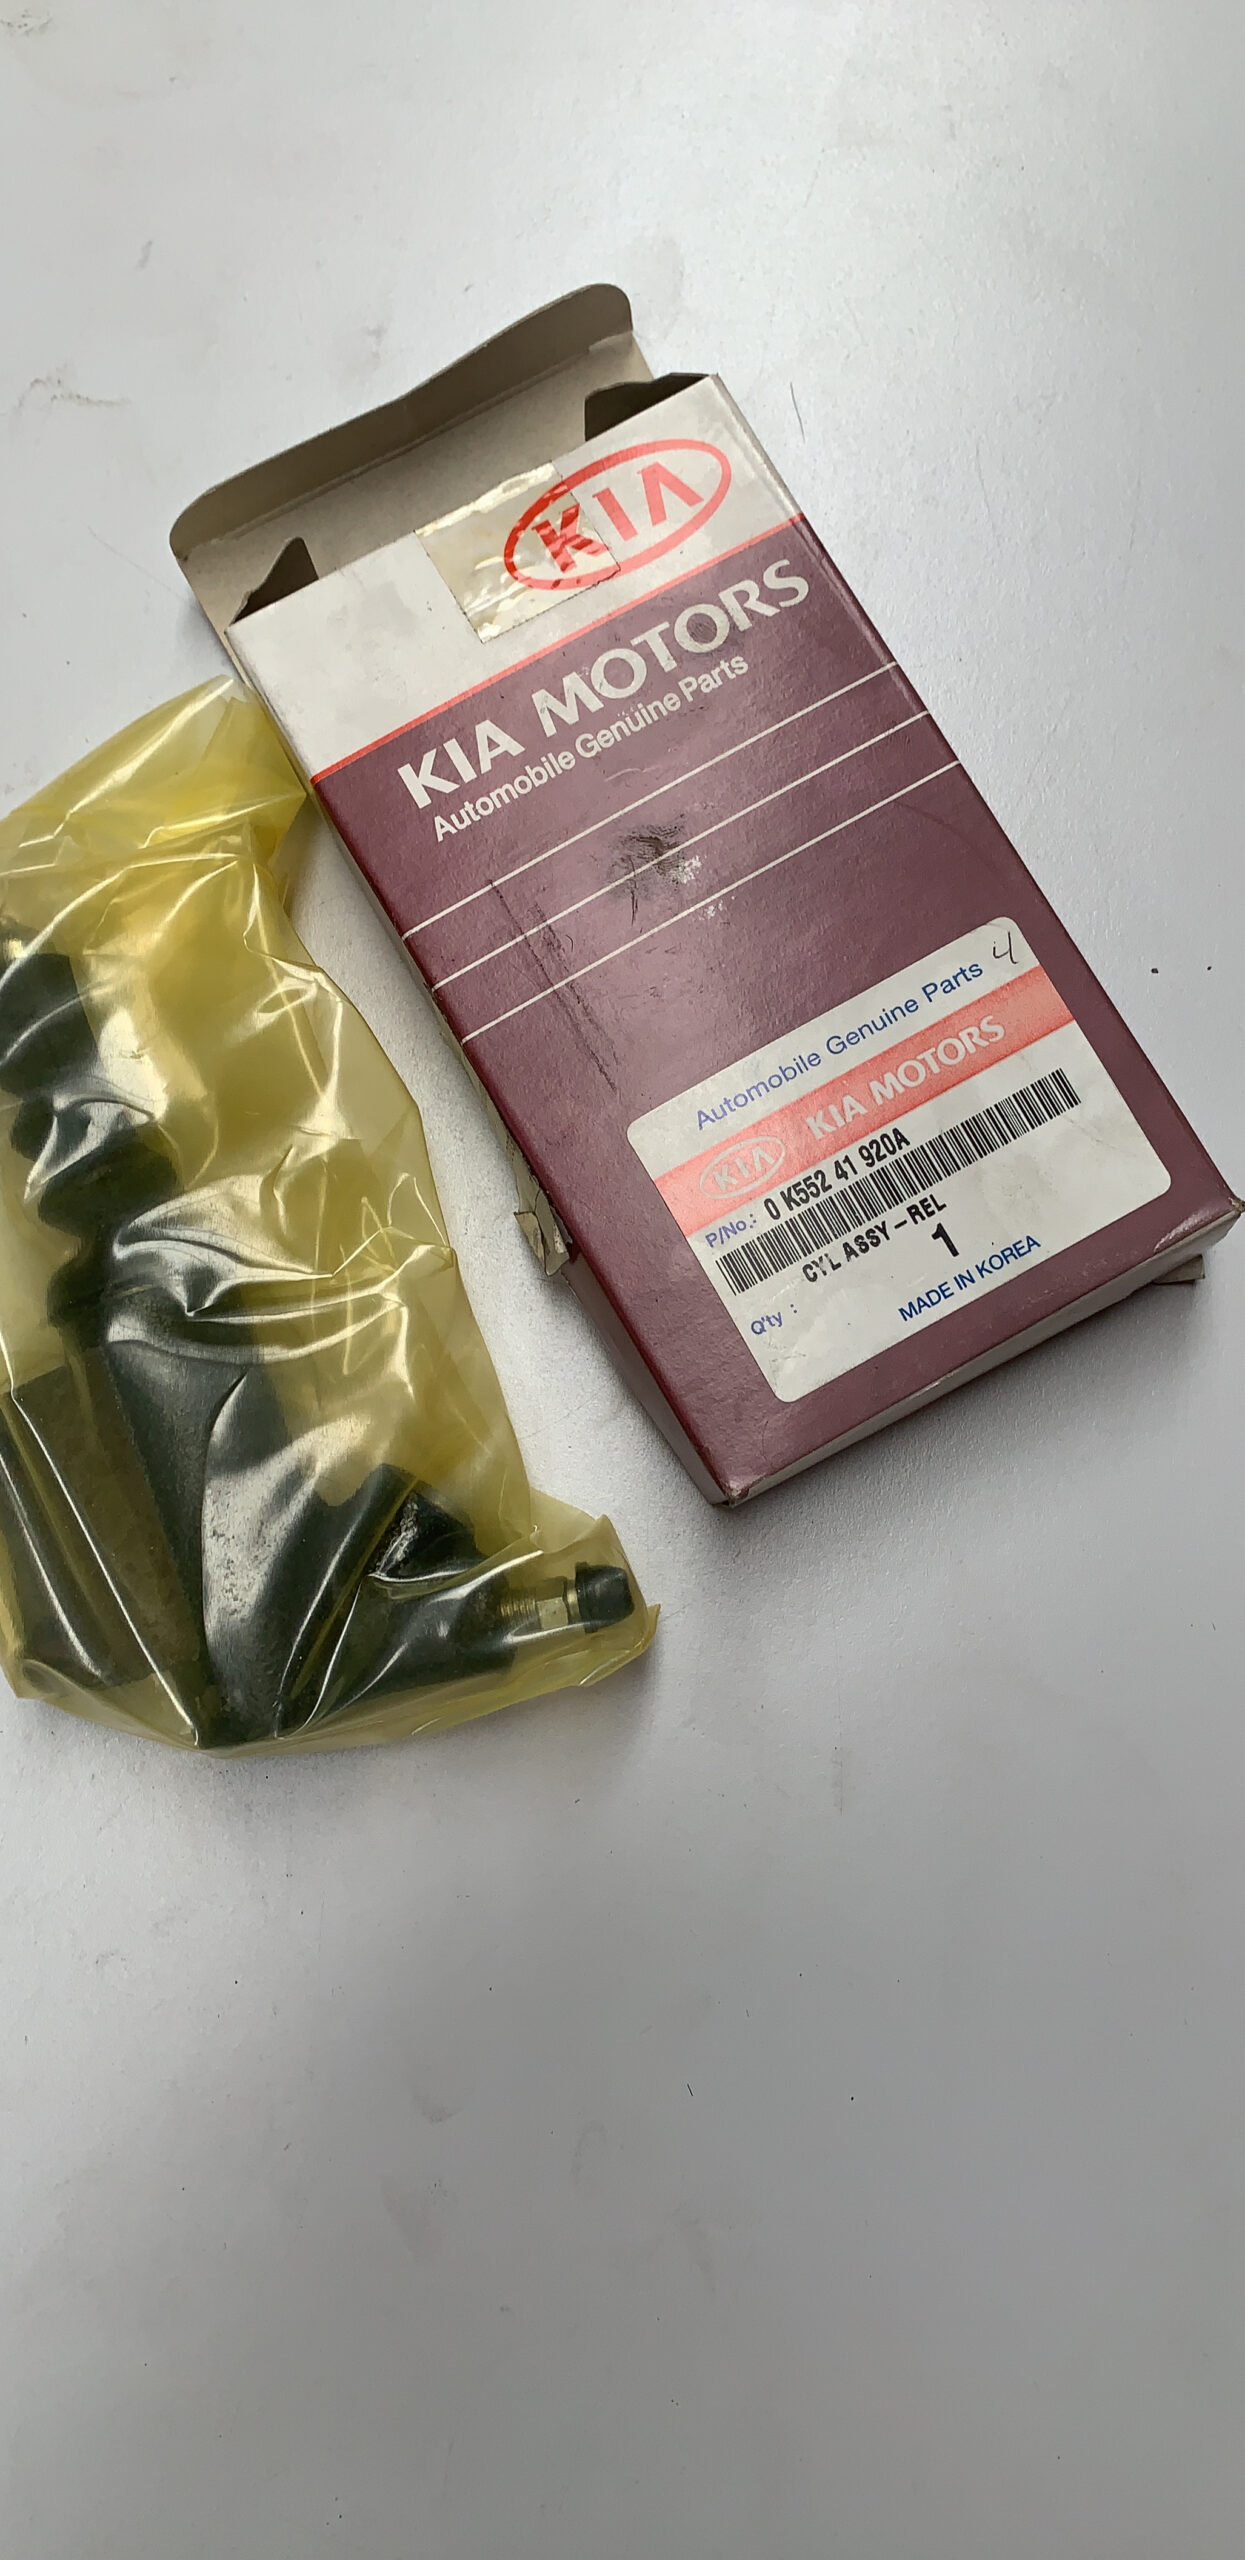 KIA
KIA MOTORS
Automobile Genuine Parts
Automobile Genuine Parts 4
KIA KIA MOTORS
P/No.: 0 K552 41 920A
CYL ASSY-REL
Q'ty : 1
MADE IN KOREA